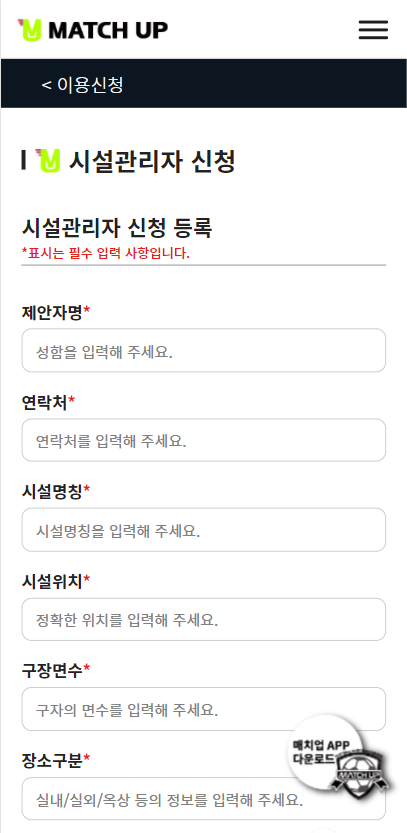 MATCH UP
< 이용신청
시설관리자 신청
시설관리자 신청 등록
*표시는 필수 입력 사항입니다.
제안자명*
성함을 입력해 주세요.
연락처*
연락처를 입력해 주세요.
시설명칭*
시설명칭을 입력해 주세요.
시설위치*
정확한 위치를 입력해 주세요.
구장면수*
구자의 면수를 입력해 주세요.
매치업 APP
다운로드
MATCH UP
장소구분*
실내/실외/옥상 등의 정보를 입력해 주세요.